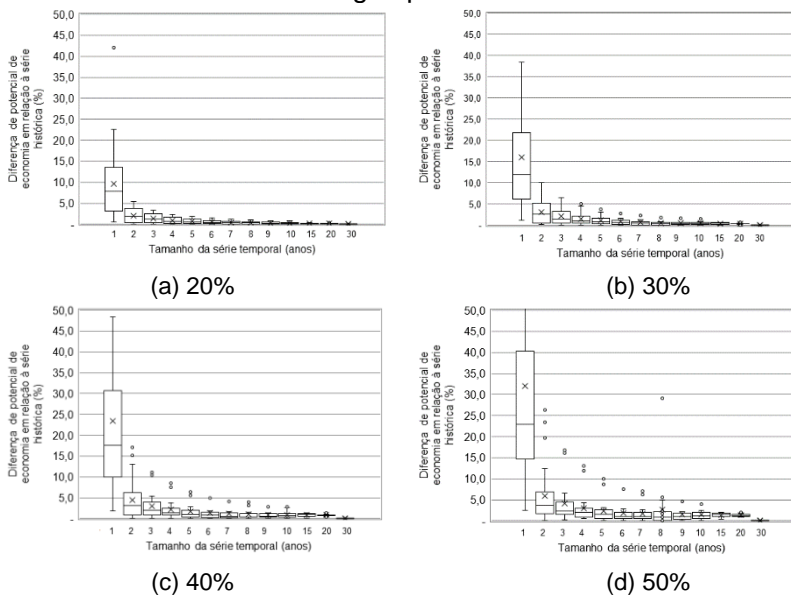 50,0 45,0 40,0 35,0 30,0 25,0 20,0 15,0 10,0 5,0 -
Diferença de potencial de
economia em relação à série
histórica (%)
1 2 3 4 5 6 7 8 9 10 15 20 30
Tamanho da série temporal (anos)
(a) 20%
50,0 45,0 40,0 35,0 30,0 25,0 20,0 15,0 10,0 5,0 -
Diferença de potencial de
economia em relação à série
histórica (%)
1 2 3 4 5 6 7 8 9 10 15 20 30
Tamanho da série temporal (anos)
(b) 30%
50,0 45,0 40,0 35,0 30,0 25,0 20,0 15,0 10,0 5,0 -
Diferença de potencial de
economia em relação à série
histórica (%)
1 2 3 4 5 6 7 8 9 10 15 20 30
Tamanho da série temporal (anos)
(c) 40%
50,0 45,0 40,0 35,0 30,0 25,0 20,0 15,0 10,0 5,0 -
Diferença de potencial de
economia em relação à série
histórica (%)
1 2 3 4 5 6 7 8 9 10 15 20 30
Tamanho da série temporal (anos)
(d) 50%